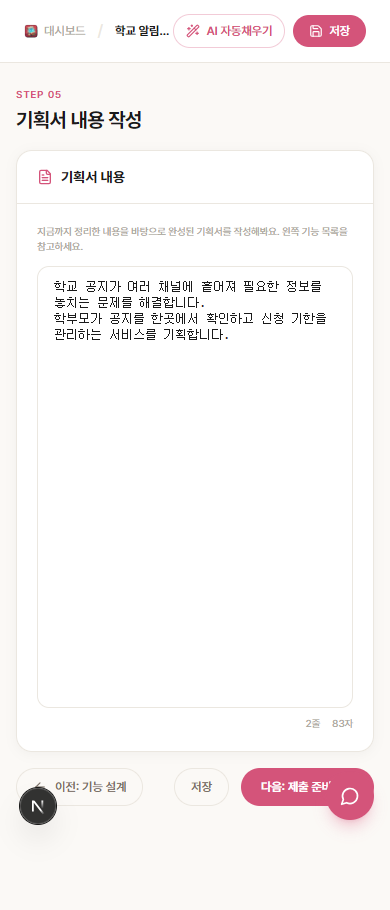 대시보드 / 학교 알림... AI 자동채우기 저장
STEP 05
기획서 내용 작성
기획서 내용
지금까지 정리한 내용을 바탕으로 완성된 기획서를 작성해봐요. 왼쪽 기능 목록을
참고하세요.
학교 공지가 여러 채널에 흩어져 필요한 정보를
놓치는 문제를 해결합니다.
학부모가 공지를 한곳에서 확인하고 신청 기한을
관리하는 서비스를 기획합니다.
2줄 83자
이전: 기능 설계 저장 다음: 제출 준비
N